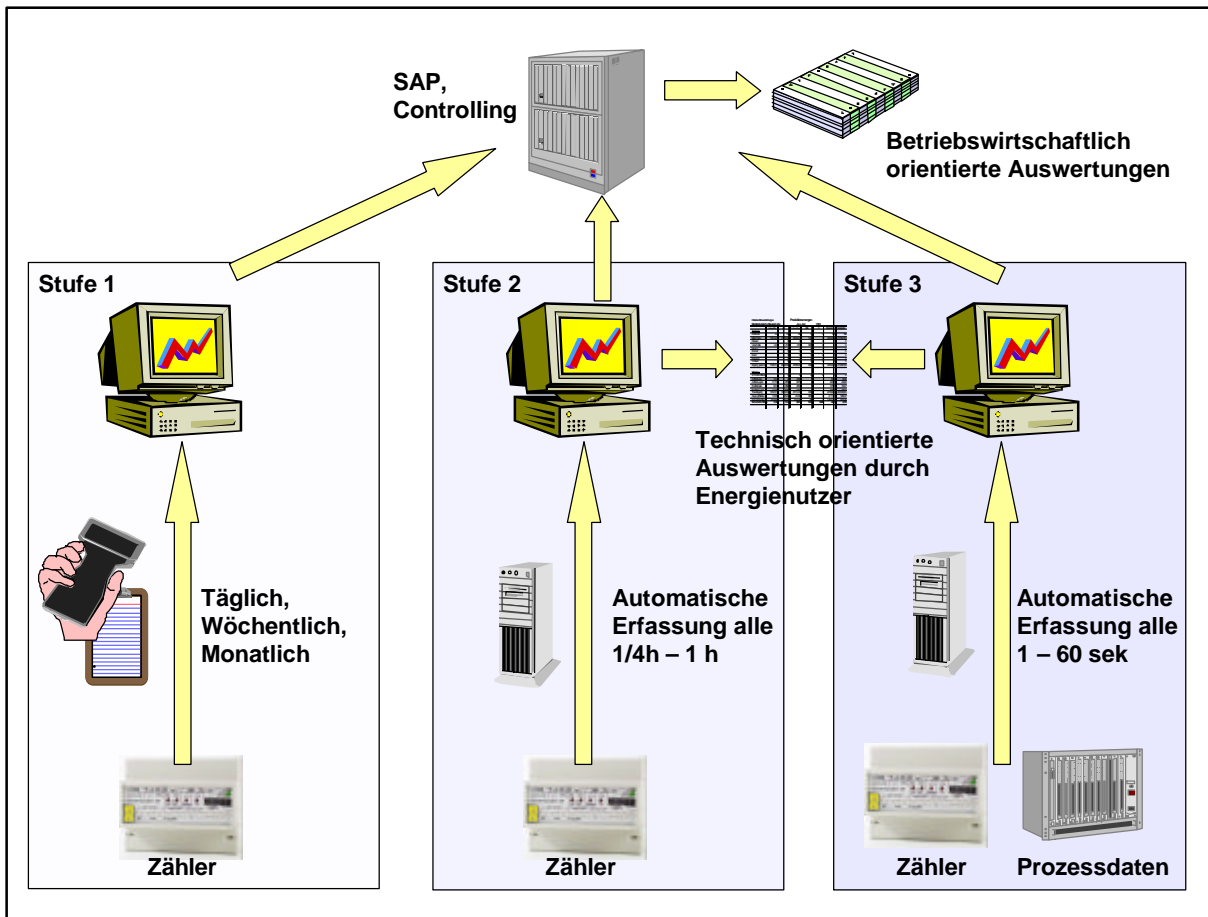 SAP,
Controlling
Betriebswirtschaftlich
orientierte Auswertungen
Stufe 1
Täglich,
Wöchentlich,
Monatlich
Zähler
Stufe 2
Technisch orientierte
Auswertungen durch
Energienutzer
Automatische
Erfassung alle
1/4h – 1 h
Zähler
Stufe 3
Automatische
Erfassung alle
1 – 60 sek
Zähler
Prozessdaten